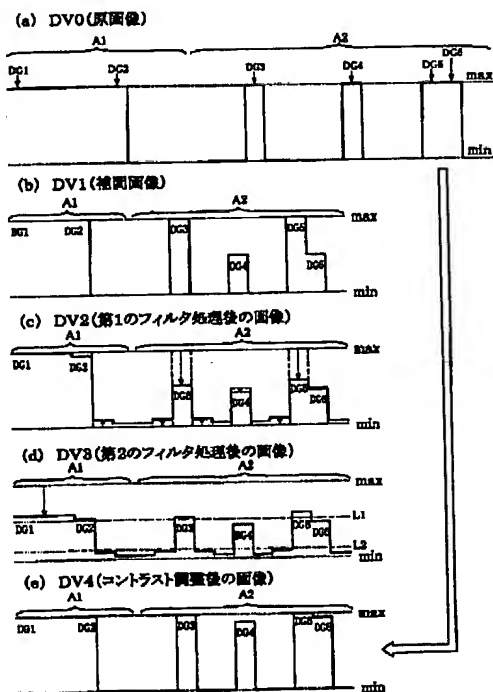 (a) DV0(原画像)
A1 A2
DG1 DG2 DG3 DG4 DG5 DG6
max
min
(b) DV1(補間画像)
A1 A2
DG1 DG2 DG3 DG4 DG5 DG6
max
min
(c) DV2(第1のフィルタ処理後の画像)
A1 A2
DG1 DG2 DG3 DG4 DG5 DG6
max
min
(d) DV3(第2のフィルタ処理後の画像)
A1 A2
max
DG1 DG2 DG3 DG4 DG5 DG6
L1
L2
min
(e) DV4(コントラスト調整後の画像)
A1 A2
DG1 DG2 DG3 DG4 DG5 DG6
max
min